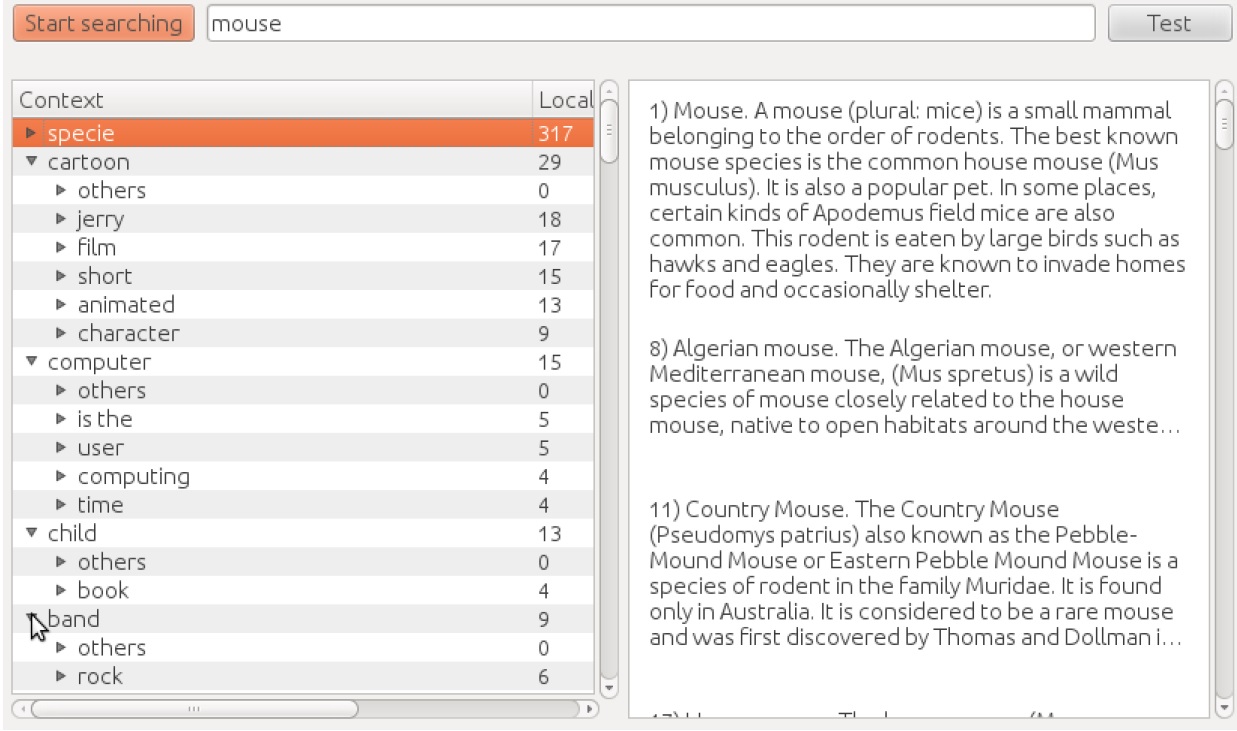 Start searching mouse Test
Context Local
specie 317
cartoon 29
others 0
jerry 18
film 17
short 15
animated 13
character 9
computer 15
others 0
is the 5
user 5
computing 4
time 4
child 13
others 0
book 4
band 9
others 0
rock 6
1) Mouse. A mouse (plural: mice) is a small mammal
belonging to the order of rodents. The best known
mouse species is the common house mouse (Mus
musculus). It is also a popular pet. In some places,
certain kinds of Apodemus field mice are also
common. This rodent is eaten by large birds such as
hawks and eagles. They are known to invade homes
for food and occasionally shelter.
8) Algerian mouse. The Algerian mouse, or western
Mediterranean mouse, (Mus spretus) is a wild
species of mouse closely related to the house
mouse, native to open habitats around the weste…
11) Country Mouse. The Country Mouse
(Pseudomys patrius) also known as the Pebble-
Mound Mouse or Eastern Pebble Mound Mouse is a
species of rodent in the family Muridae. It is found
only in Australia. It is considered to be a rare mouse
and was first discovered by Thomas and Dollman i…